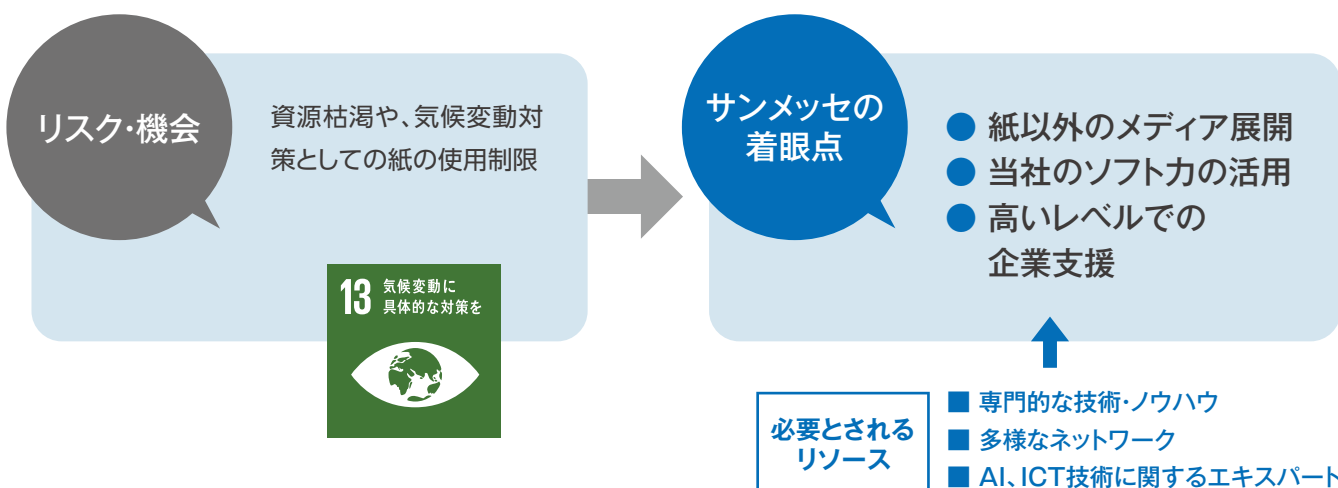 リスク・機会
資源枯渇や、気候変動対
策としての紙の使用制限
13 気候変動に
具体的な対策を
サンメッセの
着眼点
● 紙以外のメディア展開
● 当社のソフト力の活用
● 高いレベルでの
企業支援
必要とされる
リソース
■ 専門的な技術・ノウハウ
■ 多様なネットワーク
■ AI、ICT技術に関するエキスパート